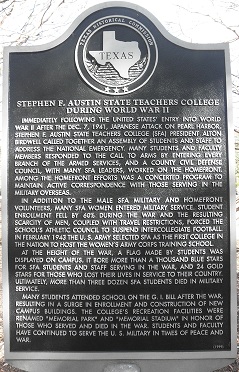 TEXAS HISTORICAL COMMISSION
TEXAS
STEPHEN F. AUSTIN STATE TEACHERS COLLEGE
DURING WORLD WAR II
IMMEDIATELY FOLLOWING THE UNITED STATES' ENTRY INTO WORLD
WAR II AFTER THE DEC. 7, 1941, JAPANESE ATTACK ON PEARL HARBOR,
STEPHEN F. AUSTIN STATE TEACHERS COLLEGE (SFA) PRESIDENT ALTON
BIRDWELL CALLED TOGETHER AN ASSEMBLY OF STUDENTS AND STAFF TO
ADDRESS THE NATIONAL EMERGENCY. MANY STUDENTS AND FACULTY
MEMBERS RESPONDED TO THE CALL TO ARMS BY ENTERING EVERY
BRANCH OF THE ARMED SERVICES, AND A COUNTY CIVIL DEFENSE
COUNCIL, WITH MANY SFA LEADERS, WORKED ON THE HOMEFRONT.
AMONG THE HOMEFRONT EFFORTS WAS A CONCERTED PROGRAM TO
MAINTAIN ACTIVE CORRESPONDENCE WITH THOSE SERVING IN THE
MILITARY OVERSEAS.
IN ADDITION TO THE MALE SFA MILITARY AND HOMEFRONT
VOLUNTEERS, MANY SFA WOMEN ENTERED MILITARY SERVICE. STUDENT
ENROLLMENT FELL BY 60% DURING THE WAR AND THE RESULTING
SCARCITY OF MEN, COUPLED WITH TRAVEL RESTRICTIONS, FORCED THE
SCHOOL'S ATHLETIC COUNCIL TO SUSPEND INTERCOLLEGIATE FOOTBALL.
IN FEBRUARY 1943 THE U. S. ARMY SELECTED SFA AS THE FIRST COLLEGE IN
THE NATION TO HOST THE WOMEN'S ARMY CORPS TRAINING SCHOOL.
AT THE HEIGHT OF THE WAR, A FLAG MADE BY STUDENTS WAS
DISPLAYED ON CAMPUS. IT BORE MORE THAN A THOUSAND BLUE STARS
FOR SFA STUDENTS AND STAFF SERVING IN THE WAR, AND 24 GOLD
STARS FOR THOSE WHO LOST THEIR LIVES IN SERVICE TO THEIR COUNTRY.
ULTIMATELY, MORE THAN THREE DOZEN SFA STUDENTS DIED IN MILITARY
SERVICE.
MANY STUDENTS ATTENDED SCHOOL ON THE G. I. BILL AFTER THE WAR,
RESULTING IN A SURGE IN ENROLLMENT AND CONSTRUCTION OF NEW
CAMPUS BUILDINGS. THE COLLEGE'S RECREATION FACILITIES WERE
RENAMED "MEMORIAL PARK" AND "MEMORIAL STADIUM" IN HONOR OF
THOSE WHO SERVED AND DIED IN THE WAR. STUDENTS AND FACULTY
HAVE CONTINUED TO SERVE THE U. S. MILITARY IN TIMES OF PEACE AND
WAR.